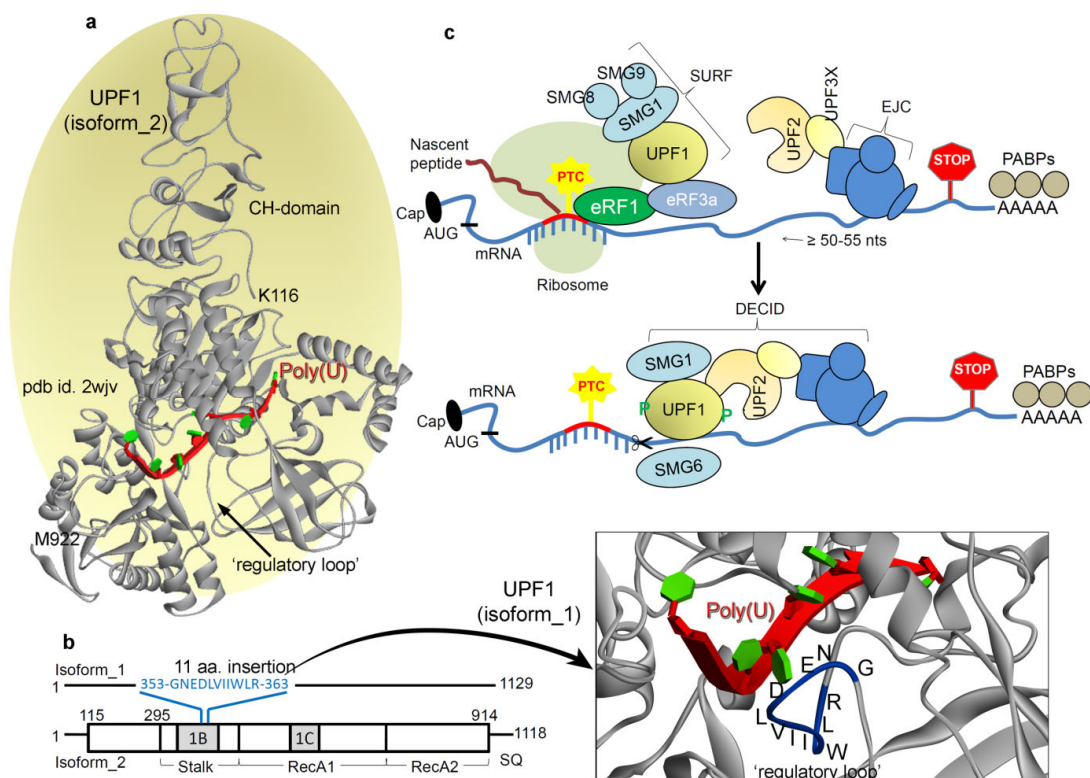 a
UPF1
(isoform_2)
CH-domain
K116
Poly(U)
pdb id. 2wjv
M922
'regulatory loop'
b
Isoform_1
11 aa. insertion
1
353-GNEDLVIIWLR-363
1129
115
295
914
1
1B
1C
1118
Isoform_2
Stalk
RecA1
RecA2
SQ
c
SMG9
SMG8
SMG1
SURF
UPF1
Nascent
peptide
PTC
eRF1
eRF3a
UPF2
UPF3X
EJC
STOP
PABPs
Cap
AUG
AAAAA
mRNA
≥ 50-55 nts
Ribosome
DECID
SMG1
mRNA
PTC
P
UPF1
P
UPF2
STOP
PABPs
Cap
AUG
AAAAA
SMG6
UPF1
(isoform_1)
Poly(U)
G
N
E
D
L
V
I
I
W
L
R
'regulatory loop'